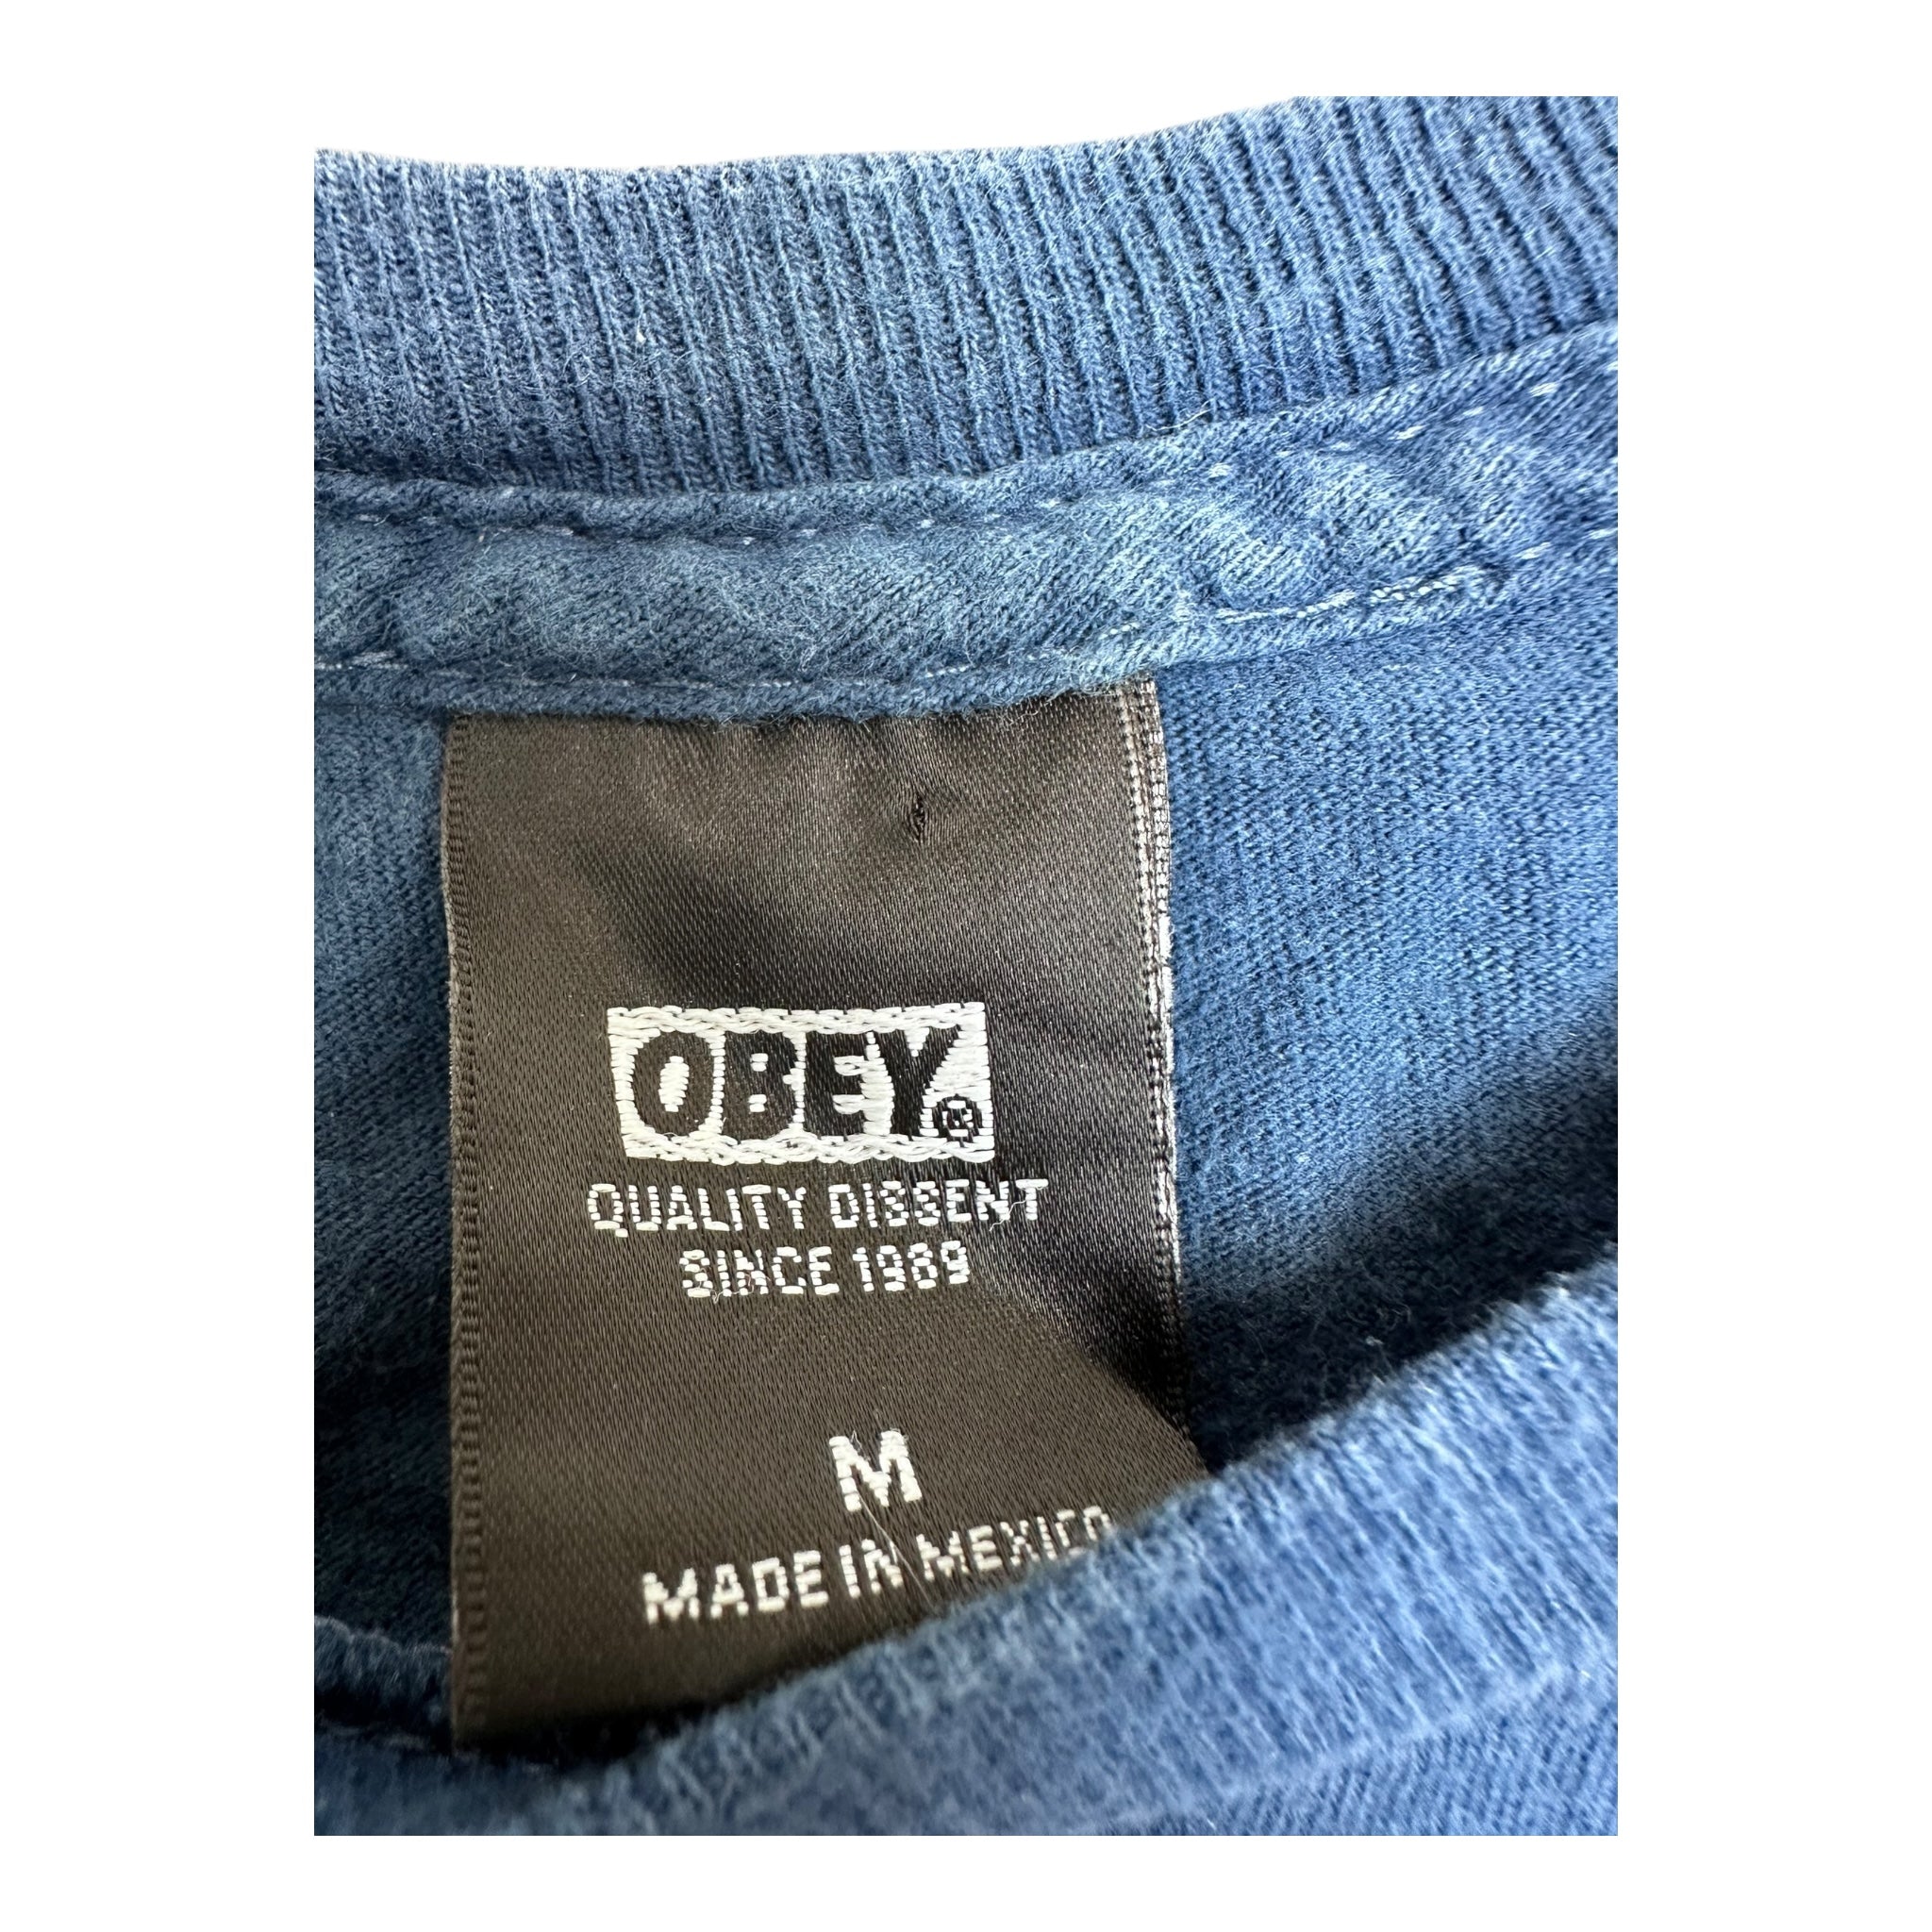 OBEY®
QUALITY DISSENT
SINCE 1989
M
MADE IN MEXICO